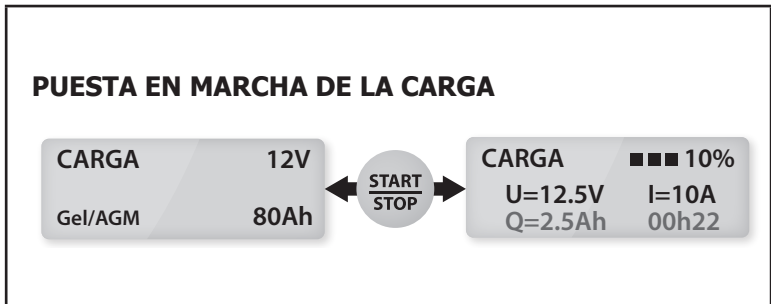 PUESTA EN MARCHA DE LA CARGA
CARGA 12V
Gel/AGM 80Ah
START
STOP
CARGA 10%
U=12.5V I=10A
Q=2.5Ah 00h22